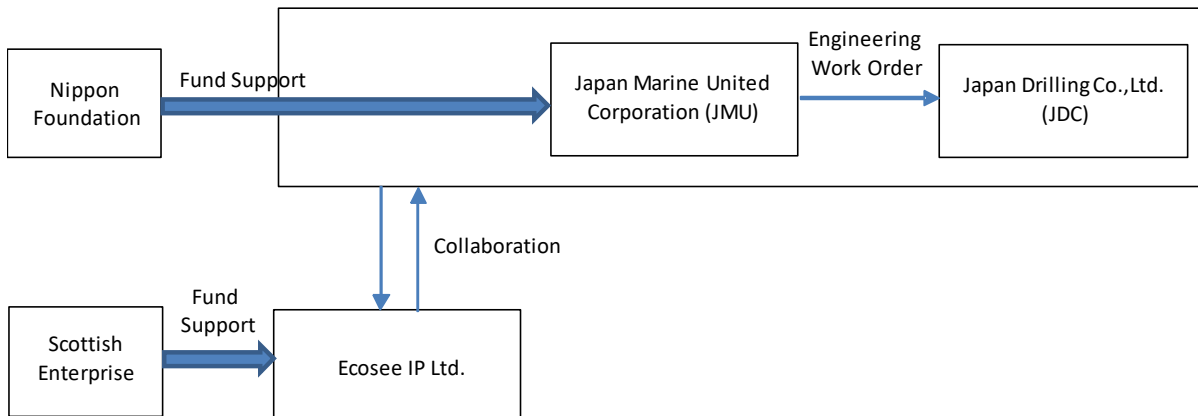 Nippon
Foundation
Fund Support
Japan Marine United
Corporation (JMU)
Engineering
Work Order
Japan Drilling Co.,Ltd.
(JDC)
Collaboration
Scottish
Enterprise
Fund
Support
Ecosee IP Ltd.